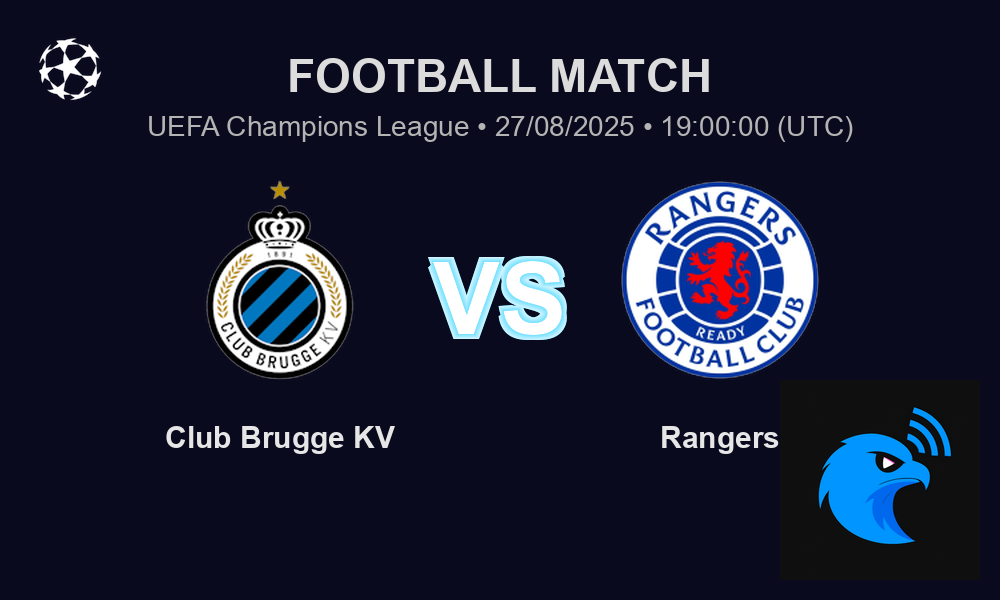 FOOTBALL MATCH
UEFA Champions League • 27/08/2025 • 19:00:00 (UTC)
1891
CLUB BRUGGE KV
VS
RANGERS
READY
FOOTBALL CLUB
Club Brugge KV
Rangers